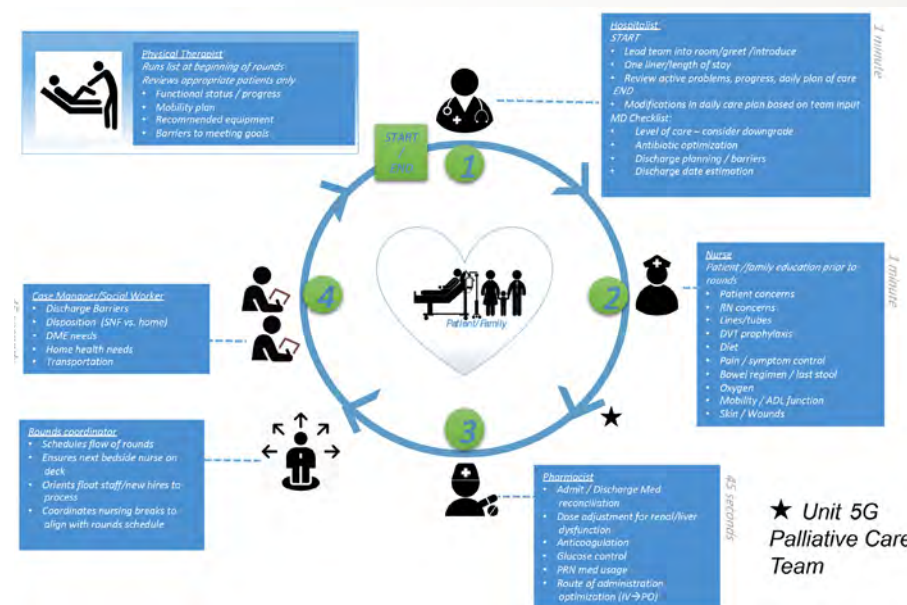 Physical Therapist
Runs list at beginning of rounds
Reviews appropriate patients only
• Functional status / progress
• Mobility plan
• Recommended equipment
• Barriers to meeting goals
Hospitalist
START
• Lead team into room/greet /introduce
• One liner/length of stay
• Review active problems, progress, daily plan of care
END
• Modifications in daily care plan based on team input
MD Checklist:
• Level of care – consider downgrade
• Antibiotic optimization
• Discharge planning / barriers
• Discharge date estimation
1 minute
START
/
END
1
Nurse
Patient /family education prior to
rounds
• Patient concerns
• RN concerns
• Lines/tubes
• DVT prophylaxis
• Diet
• Pain / symptom control
• Bowel regimen / last stool
• Oxygen
• Mobility / ADL function
• Skin / Wounds
1 minute
2
Patient/Family
4
Case Manager/Social Worker
• Discharge Barriers
• Disposition (SNF vs. home)
• DME needs
• Home health needs
• Transportation
3
Rounds coordinator
• Schedules flow of rounds
• Ensures next bedside nurse on
deck
• Orients float staff/new hires to
process
• Coordinates nursing breaks to
align with rounds schedule
Pharmacist
• Admit / Discharge Med
reconciliation
• Dose adjustment for renal/liver
dysfunction
• Anticoagulation
• Glucose control
• PRN med usage
• Route of administration
optimization (IV→PO)
45 seconds
★ Unit 5G
Palliative Care
Team